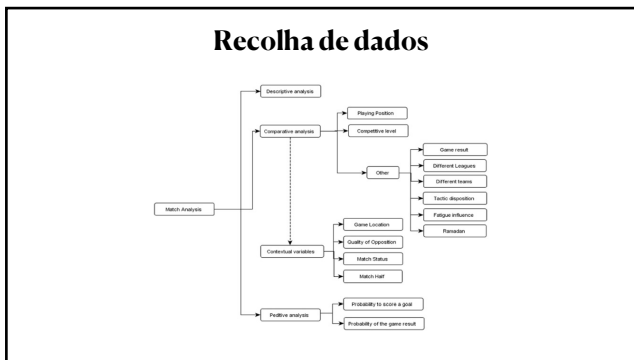 Recolha de dados
Descriptive analysis
Playing Position
Comparative analysis
Competitive level
Game result
Different Leagues
Other
Different teams
Tactic disposition
Match Analysis
Fatigue influence
Game Location
Ramadan
Quality of Opposition
Contextual variables
Match Status
Match Half
Probability to score a goal
Peditive analysis
Probability of the game result